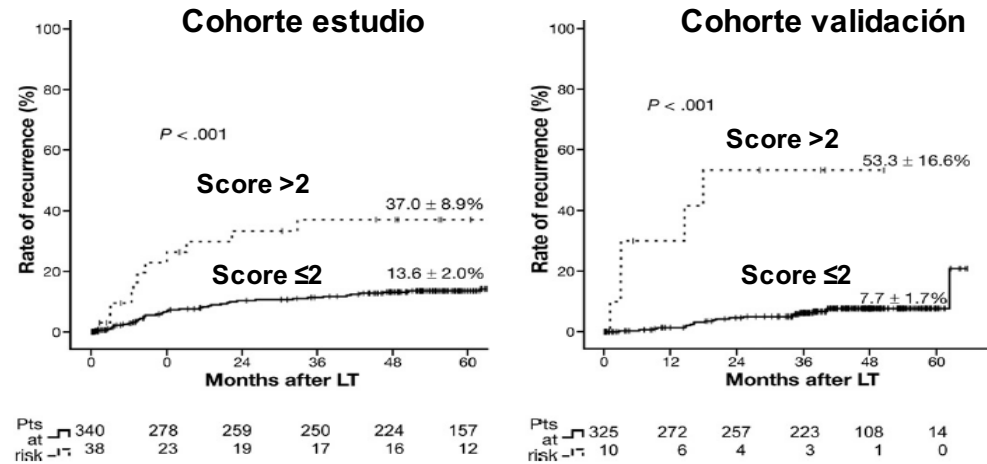 Cohorte estudio
100
80
60
40
20
0
Rate of recurrence (%)
P < .001
Score >2
37.0 ± 8.9%
Score ≤2
13.6 ± 2.0%
0 0 24 36 48 60
Months after LT
Pts at risk
340 278 259 250 224 157
38 23 19 17 16 12
Cohorte validación
100
80
60
40
20
0
Rate of recurrence (%)
P < .001
Score >2
53.3 ± 16.6%
Score ≤2
7.7 ± 1.7%
0 12 24 36 48 60
Months after LT
Pts at risk
325 272 257 223 108 14
10 6 4 3 1 0